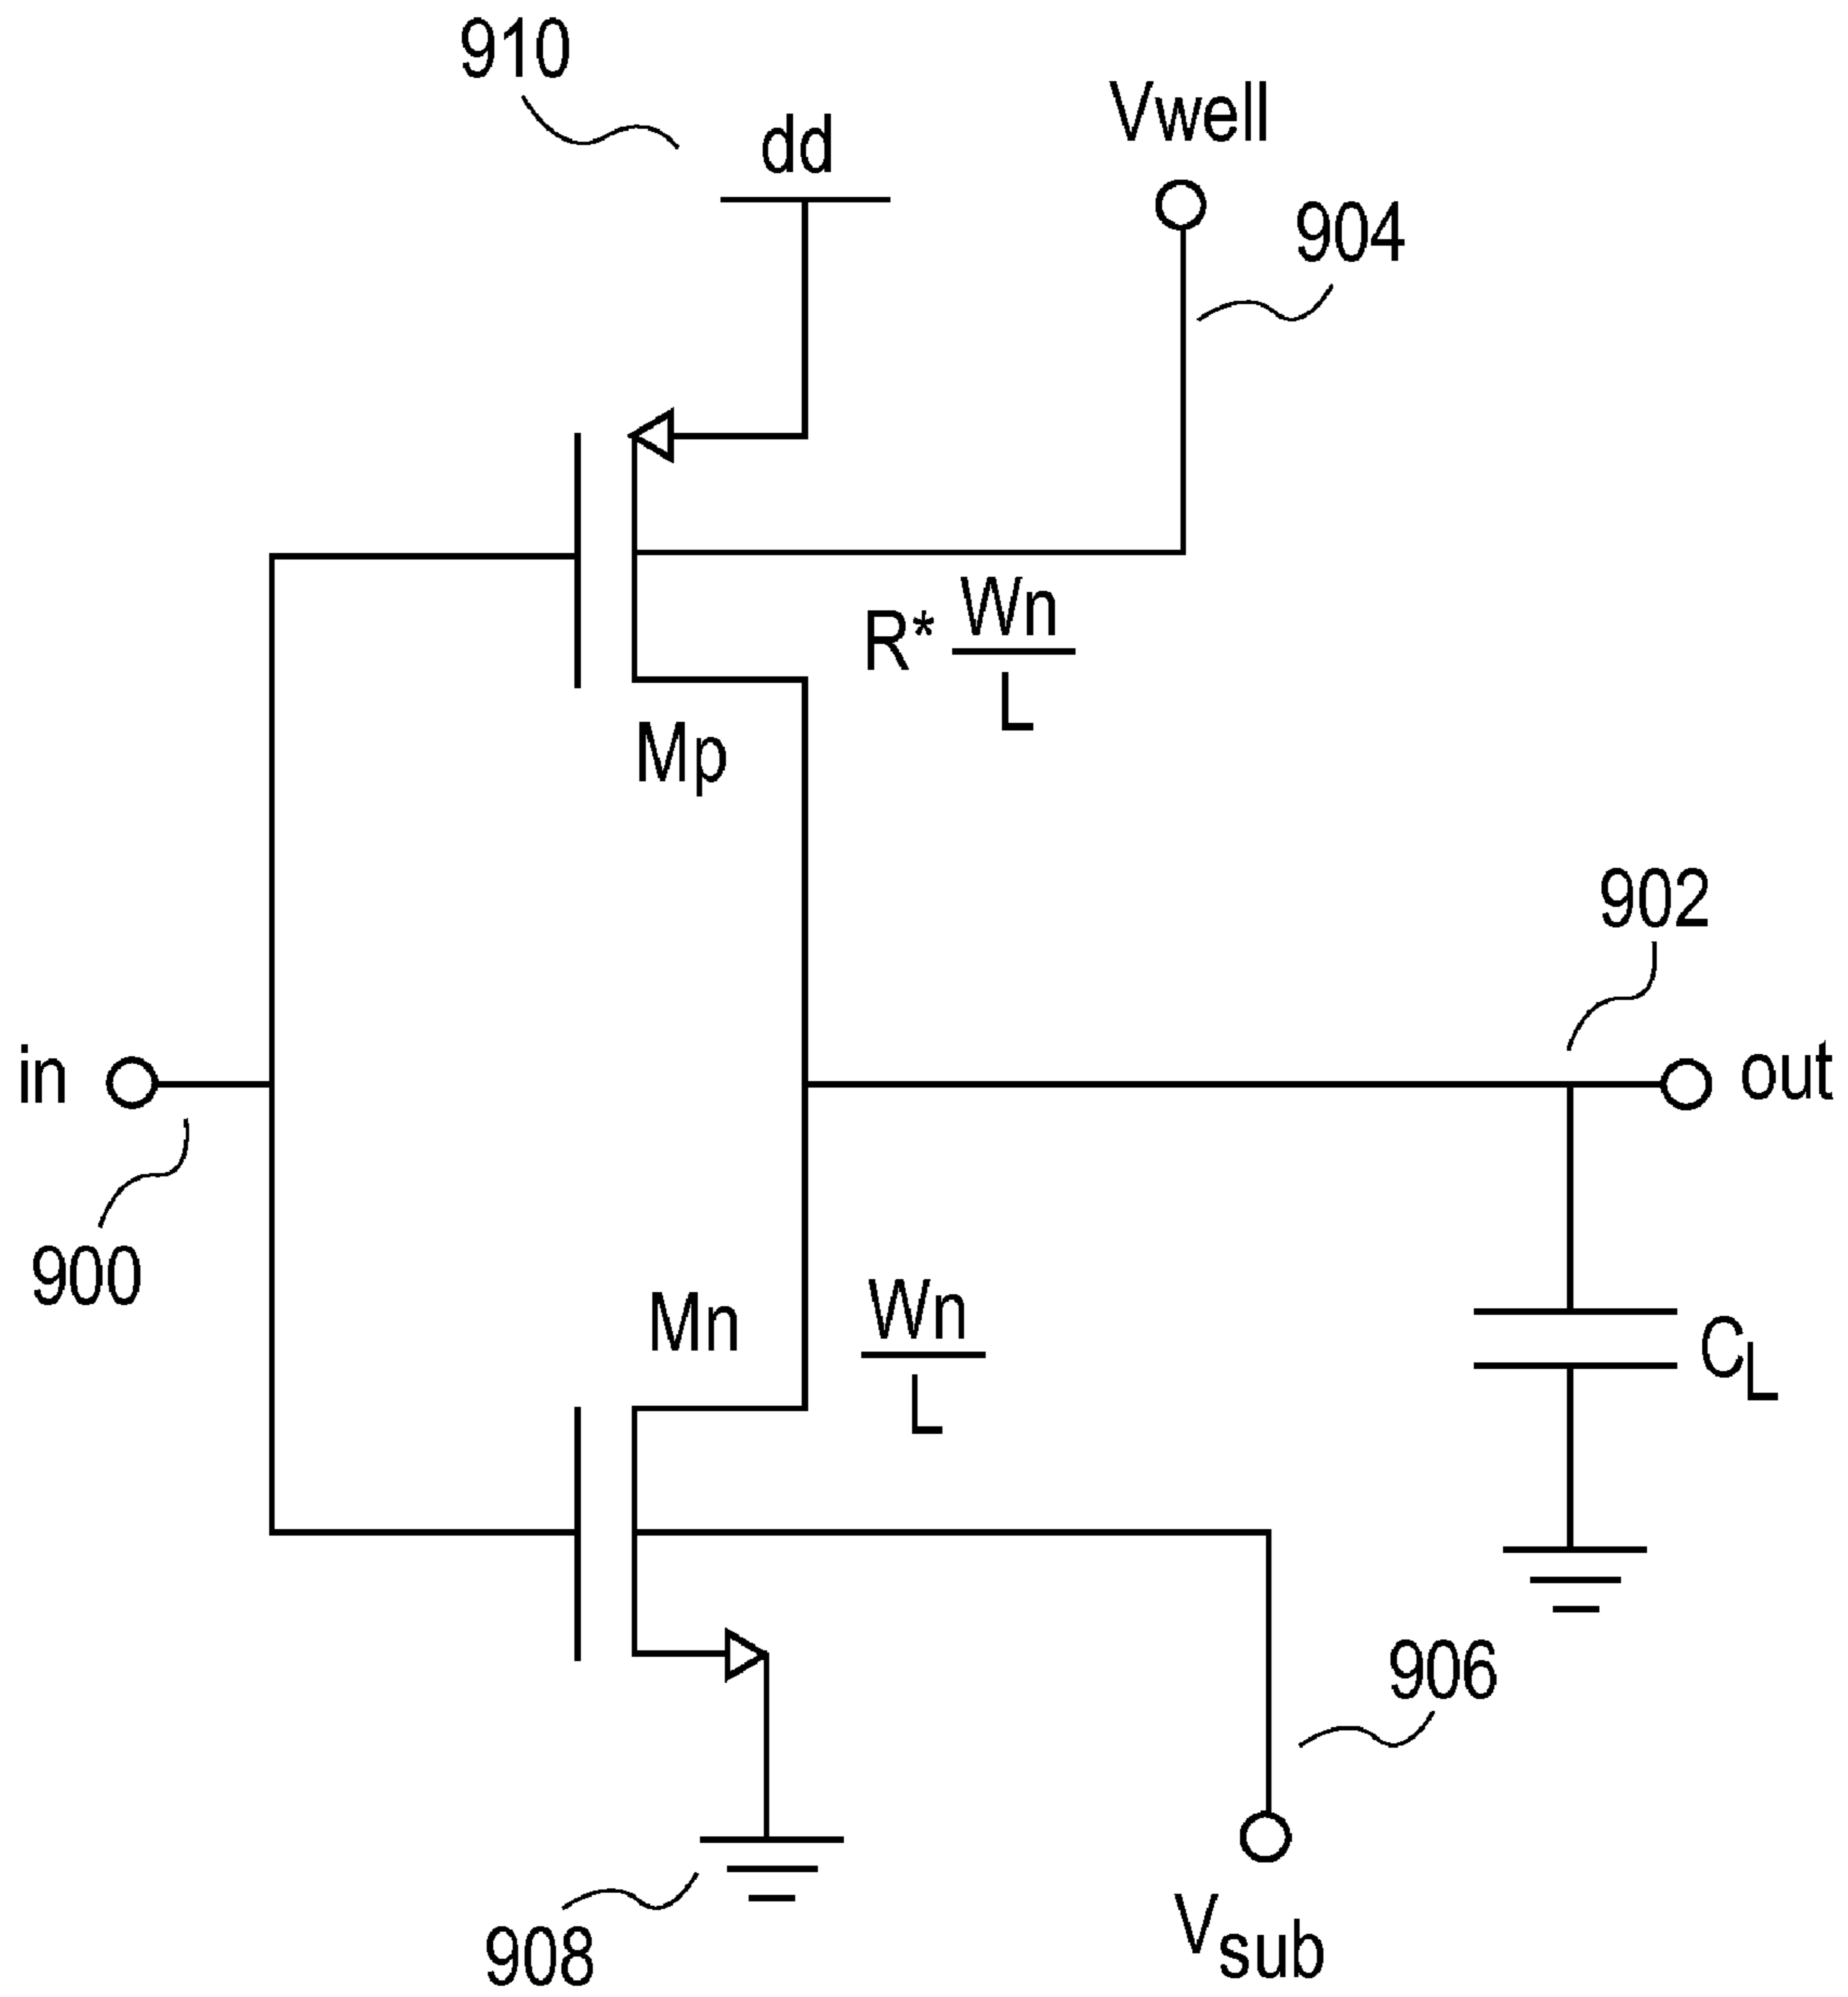 910
dd
Vwell
904
R* Wn
L
Mp
902
in
out
900
Mn
Wn
L
CL
906
908
Vsub